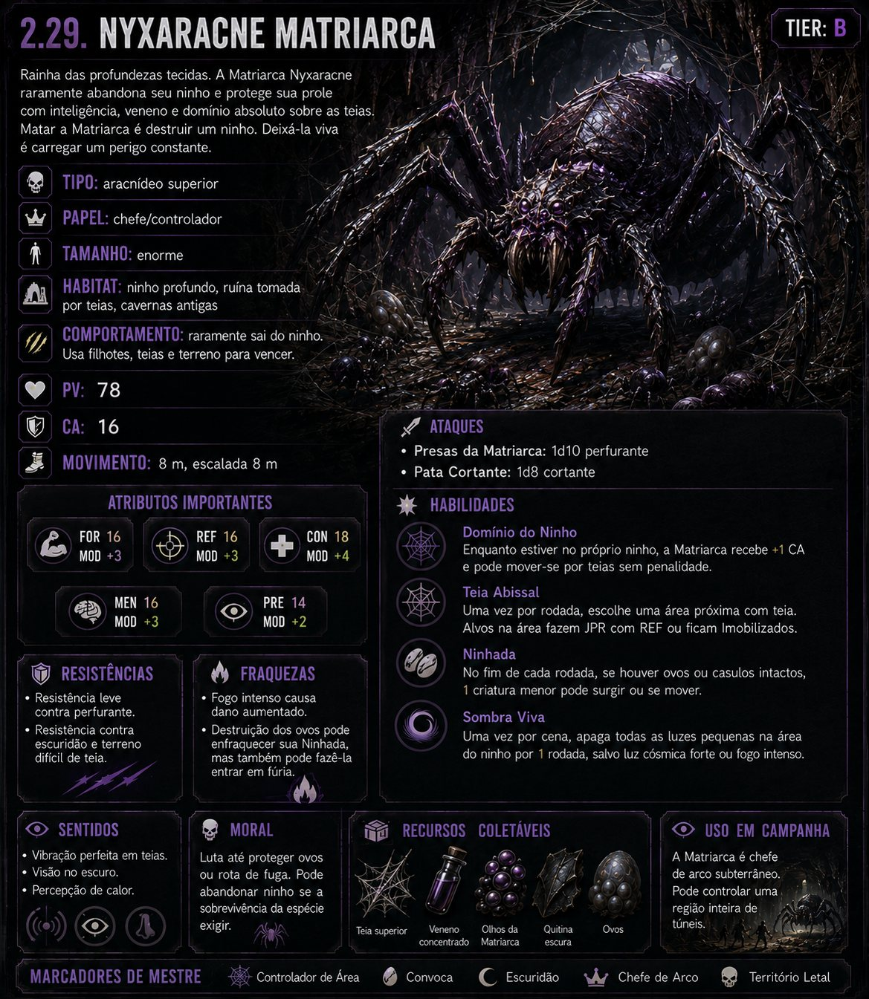 2.29. NYXARACNE MATRIARCA
TIER: B
Rainha das profundezas tecidas. A Matriarca Nyxaracne
raramente abandona seu ninho e protege sua prole
com inteligência, veneno e domínio absoluto sobre as teias.
Matar a Matriarca é destruir um ninho. Deixá-la viva
é carregar um perigo constante.
TIPO: aracnídeo superior
PAPEL: chefe/controlador
TAMANHO: enorme
HABITAT: ninho profundo, ruína tomada
por teias, cavernas antigas
COMPORTAMENTO: raramente sai do ninho.
Usa filhotes, teias e terreno para vencer.
PV: 78
CA: 16
MOVIMENTO: 8 m, escalada 8 m
ATRIBUTOS IMPORTANTES
FOR 16
MOD +3
REF 16
MOD +3
CON 18
MOD +4
MEN 16
MOD +3
PRE 14
MOD +2
ATAQUES
• Presas da Matriarca: 1d10 perfurante
• Pata Cortante: 1d8 cortante
HABILIDADES
Domínio do Ninho
Enquanto estiver no próprio ninho, a Matriarca recebe +1 CA
e pode mover-se por teias sem penalidade.
Teia Abissal
Uma vez por rodada, escolhe uma área próxima com teia.
Alvos na área fazem JPR com REF ou ficam Imobilizados.
Ninhada
No fim de cada rodada, se houver ovos ou casulos intactos,
1 criatura menor pode surgir ou se mover.
Sombra Viva
Uma vez por cena, apaga todas as luzes pequenas na área
do ninho por 1 rodada, salvo luz cósmica forte ou fogo intenso.
RESISTÊNCIAS
• Resistência leve
contra perfurante.
• Resistência contra
escuridão e terreno
difícil de teia.
FRAQUEZAS
• Fogo intenso causa
dano aumentado.
• Destruição dos ovos pode
enfraquecer sua Ninhada,
mas também pode fazê-la
entrar em fúria.
SENTIDOS
• Vibração perfeita em teias.
• Visão no escuro.
• Percepção de calor.
MORAL
Luta até proteger ovos
ou rota de fuga. Pode
abandonar ninho se a
sobrevivência da espécie
exigir.
RECURSOS COLETÁVEIS
Teia superior
Veneno
concentrado
Olhos da
Matriarca
Quitina
escura
Ovos
USO EM CAMPANHA
A Matriarca é chefe
de arco subterrâneo.
Pode controlar uma
região inteira de
túneis.
MARCADORES DE MESTRE
Controlador de Área
Convoca
Escuridão
Chefe de Arco
Território Letal